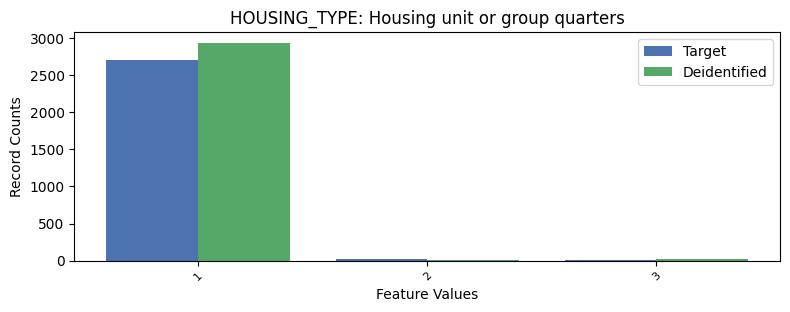 HOUSING_TYPE: Housing unit or group quarters
Record Counts
3000
2500
2000
1500
1000
500
0
Target
Deidentified
1
2
3
Feature Values